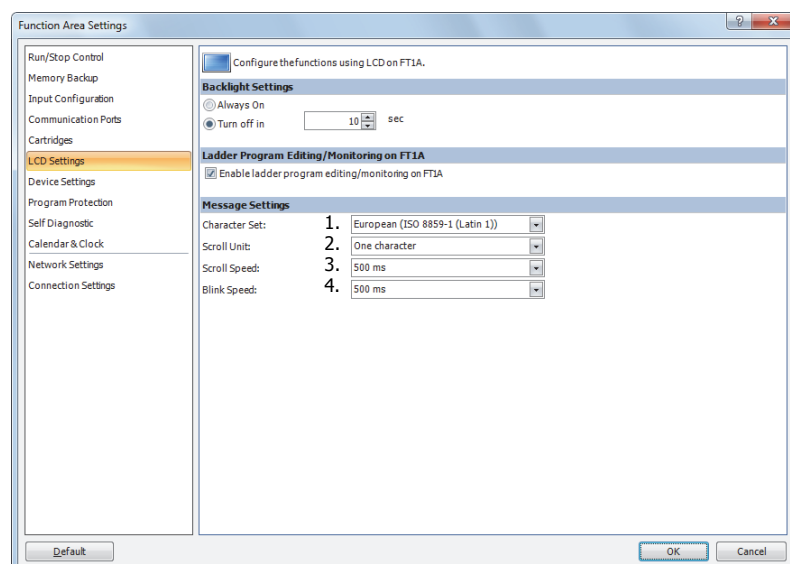 Function Area Settings
?
X
Run/Stop Control
Memory Backup
Input Configuration
Communication Ports
Cartridges
LCD Settings
Device Settings
Program Protection
Self Diagnostic
Calendar & Clock
Network Settings
Connection Settings
Configure the functions using LCD on FT1A.
Backlight Settings
Always On
Turn off in 10 sec
Ladder Program Editing/Monitoring on FT1A
Enable ladder program editing/monitoring on FT1A
Message Settings
Character Set: 1. European (ISO 8859-1 (Latin 1))
Scroll Unit: 2. One character
Scroll Speed: 3. 500 ms
Blink Speed: 4. 500 ms
Default
OK
Cancel